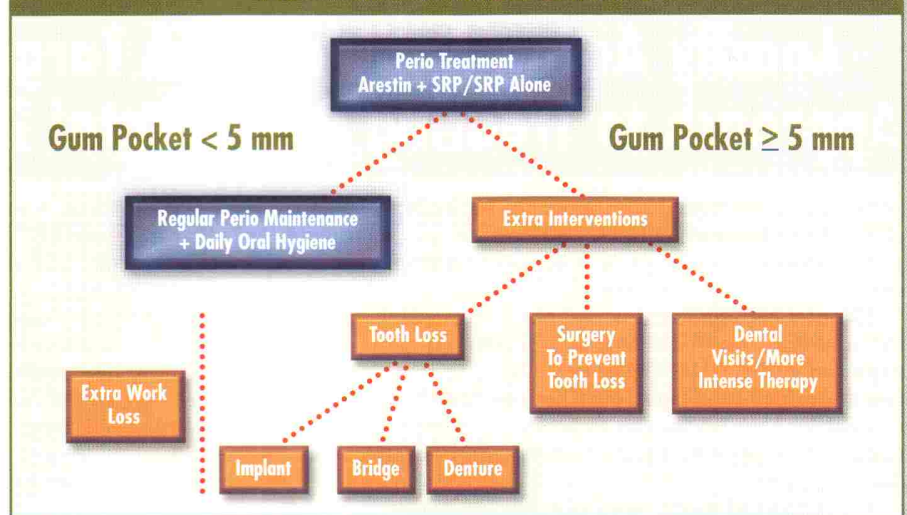 Perio Treatment
Arestin + SRP/SRP Alone
Gum Pocket < 5 mm
Gum Pocket ≥ 5 mm
Regular Perio Maintenance
+ Daily Oral Hygiene
Extra Interventions
Tooth Loss
Surgery
To Prevent
Tooth Loss
Dental
Visits/More
Intense Therapy
Extra Work
Loss
Implant
Bridge
Denture